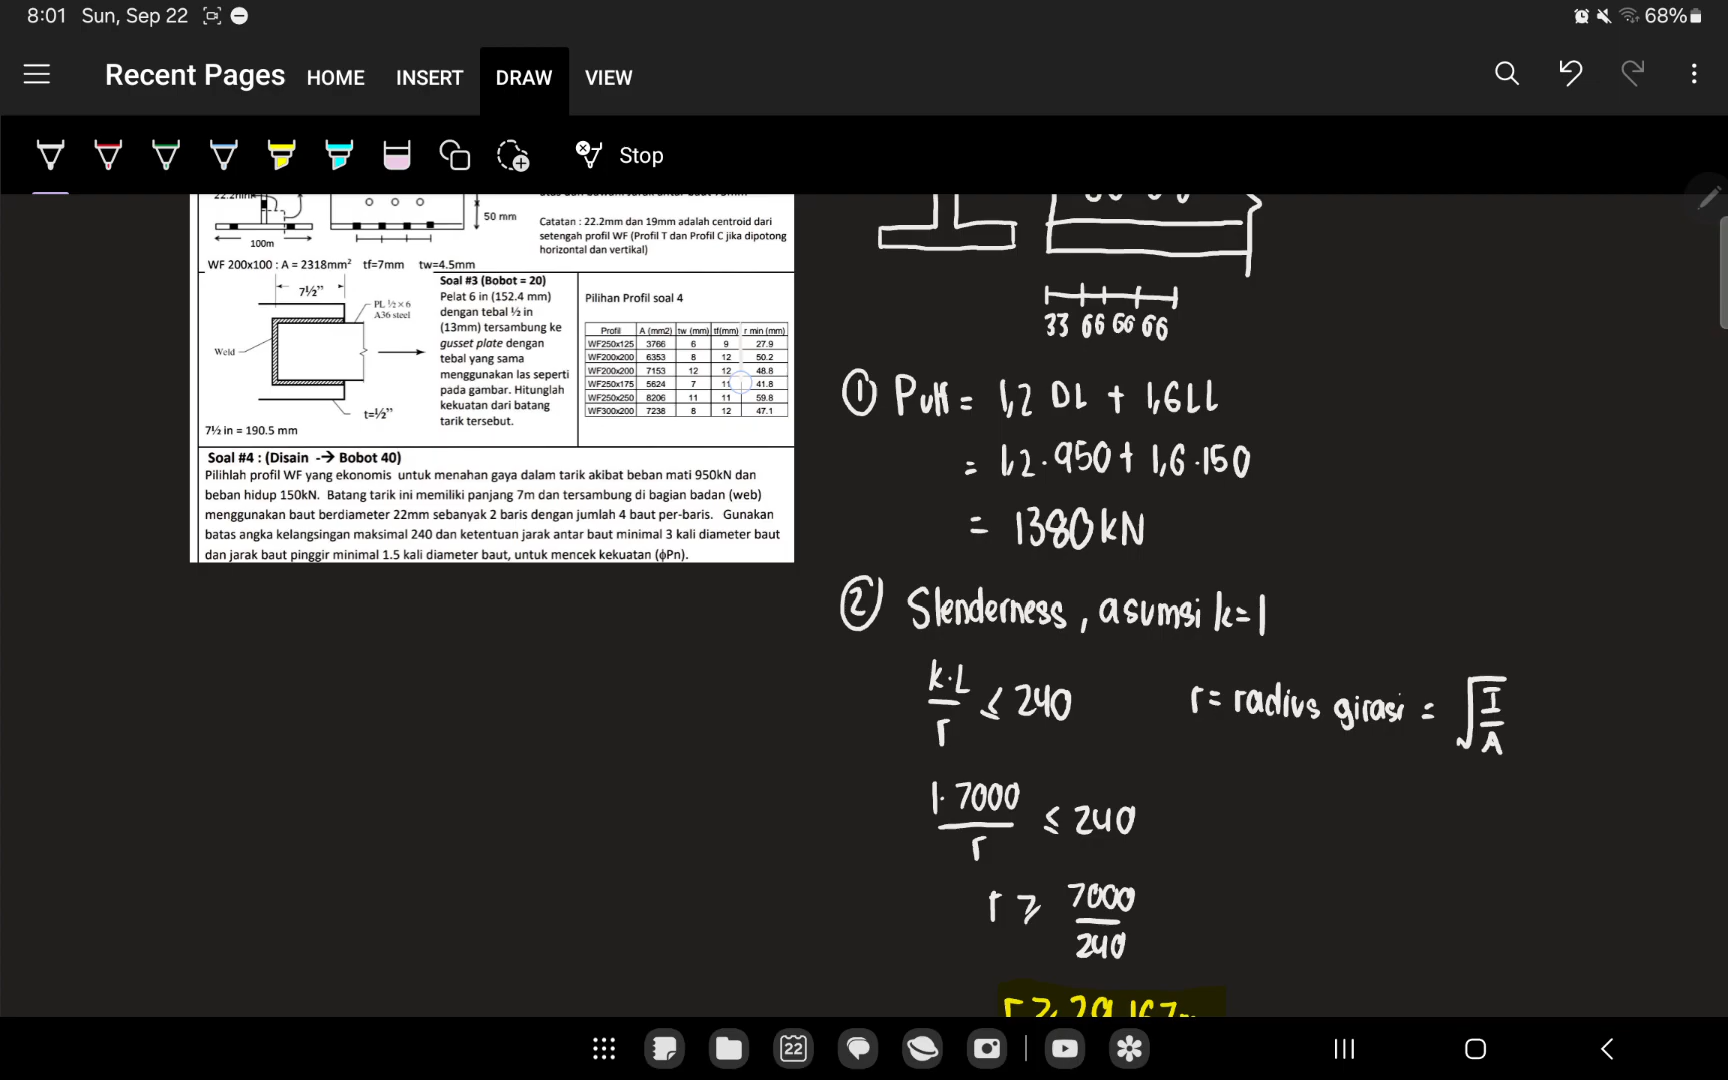 8:01 Sun, Sep 22
68%
Recent Pages HOME INSERT DRAW VIEW
Stop
50 mm
100m
Catatan : 22.2mm dan 19mm adalah centroid dari
setengah profil WF (Profil T dan Profil C jika dipotong
horizontal dan vertikal)
WF 200x100 : A = 2318mm² tf=7mm tw=4.5mm
7½"
PL ½ × 6
A36 steel
Weld
t=½"
7½ in = 190.5 mm
Soal #3 (Bobot = 20)
Pelat 6 in (152.4 mm)
dengan tebal ½ in
(13mm) tersambung ke
gusset plate dengan
tebal yang sama
menggunakan las seperti
pada gambar. Hitunglah
kekuatan dari batang
tarik tersebut.
Pilihan Profil soal 4
Profil A (mm2) tw (mm) tf(mm) r min (mm)
WF250x125 3766 6 9 27.9
WF200x200 6353 8 12 50.2
WF200x200 7153 12 12 48.8
WF250x175 5624 7 11 41.8
WF250x250 8206 11 11 59.8
WF300x200 7238 8 12 47.1
Soal #4 : (Disain -→ Bobot 40)
Pilihlah profil WF yang ekonomis untuk menahan gaya dalam tarik akibat beban mati 950kN dan
beban hidup 150kN. Batang tarik ini memiliki panjang 7m dan tersambung di bagian badan (web)
menggunakan baut berdiameter 22mm sebanyak 2 baris dengan jumlah 4 baut per-baris. Gunakan
batas angka kelangsingan maksimal 240 dan ketentuan jarak antar baut minimal 3 kali diameter baut
dan jarak baut pinggir minimal 1.5 kali diameter baut, untuk mencek kekuatan (ϕPn).
33 66 66 66
① Pult = 1,2 DL + 1,6LL
= 1,2 · 950 + 1,6 · 150
= 1380 kN
② Slenderness, asumsi k=1
k·L/r ≤ 240 r = radius girasi = √(I/A)
1·7000/r ≤ 240
r ≥ 7000/240
r ≥ 29,167
22